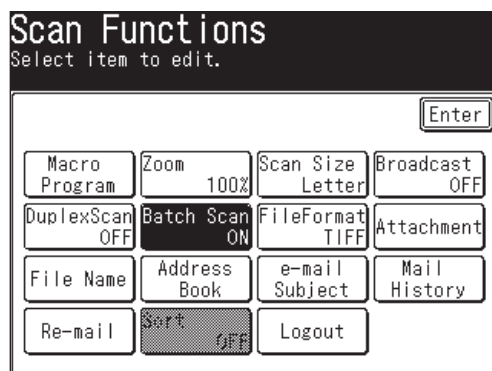 Scan Functions
Select item to edit.
Enter
Macro Program
Zoom 100%
Scan Size Letter
Broadcast OFF
DuplexScan OFF
Batch Scan ON
FileFormat TIFF
Attachment
File Name
Address Book
e-mail Subject
Mail History
Re-mail
Sort OFF
Logout